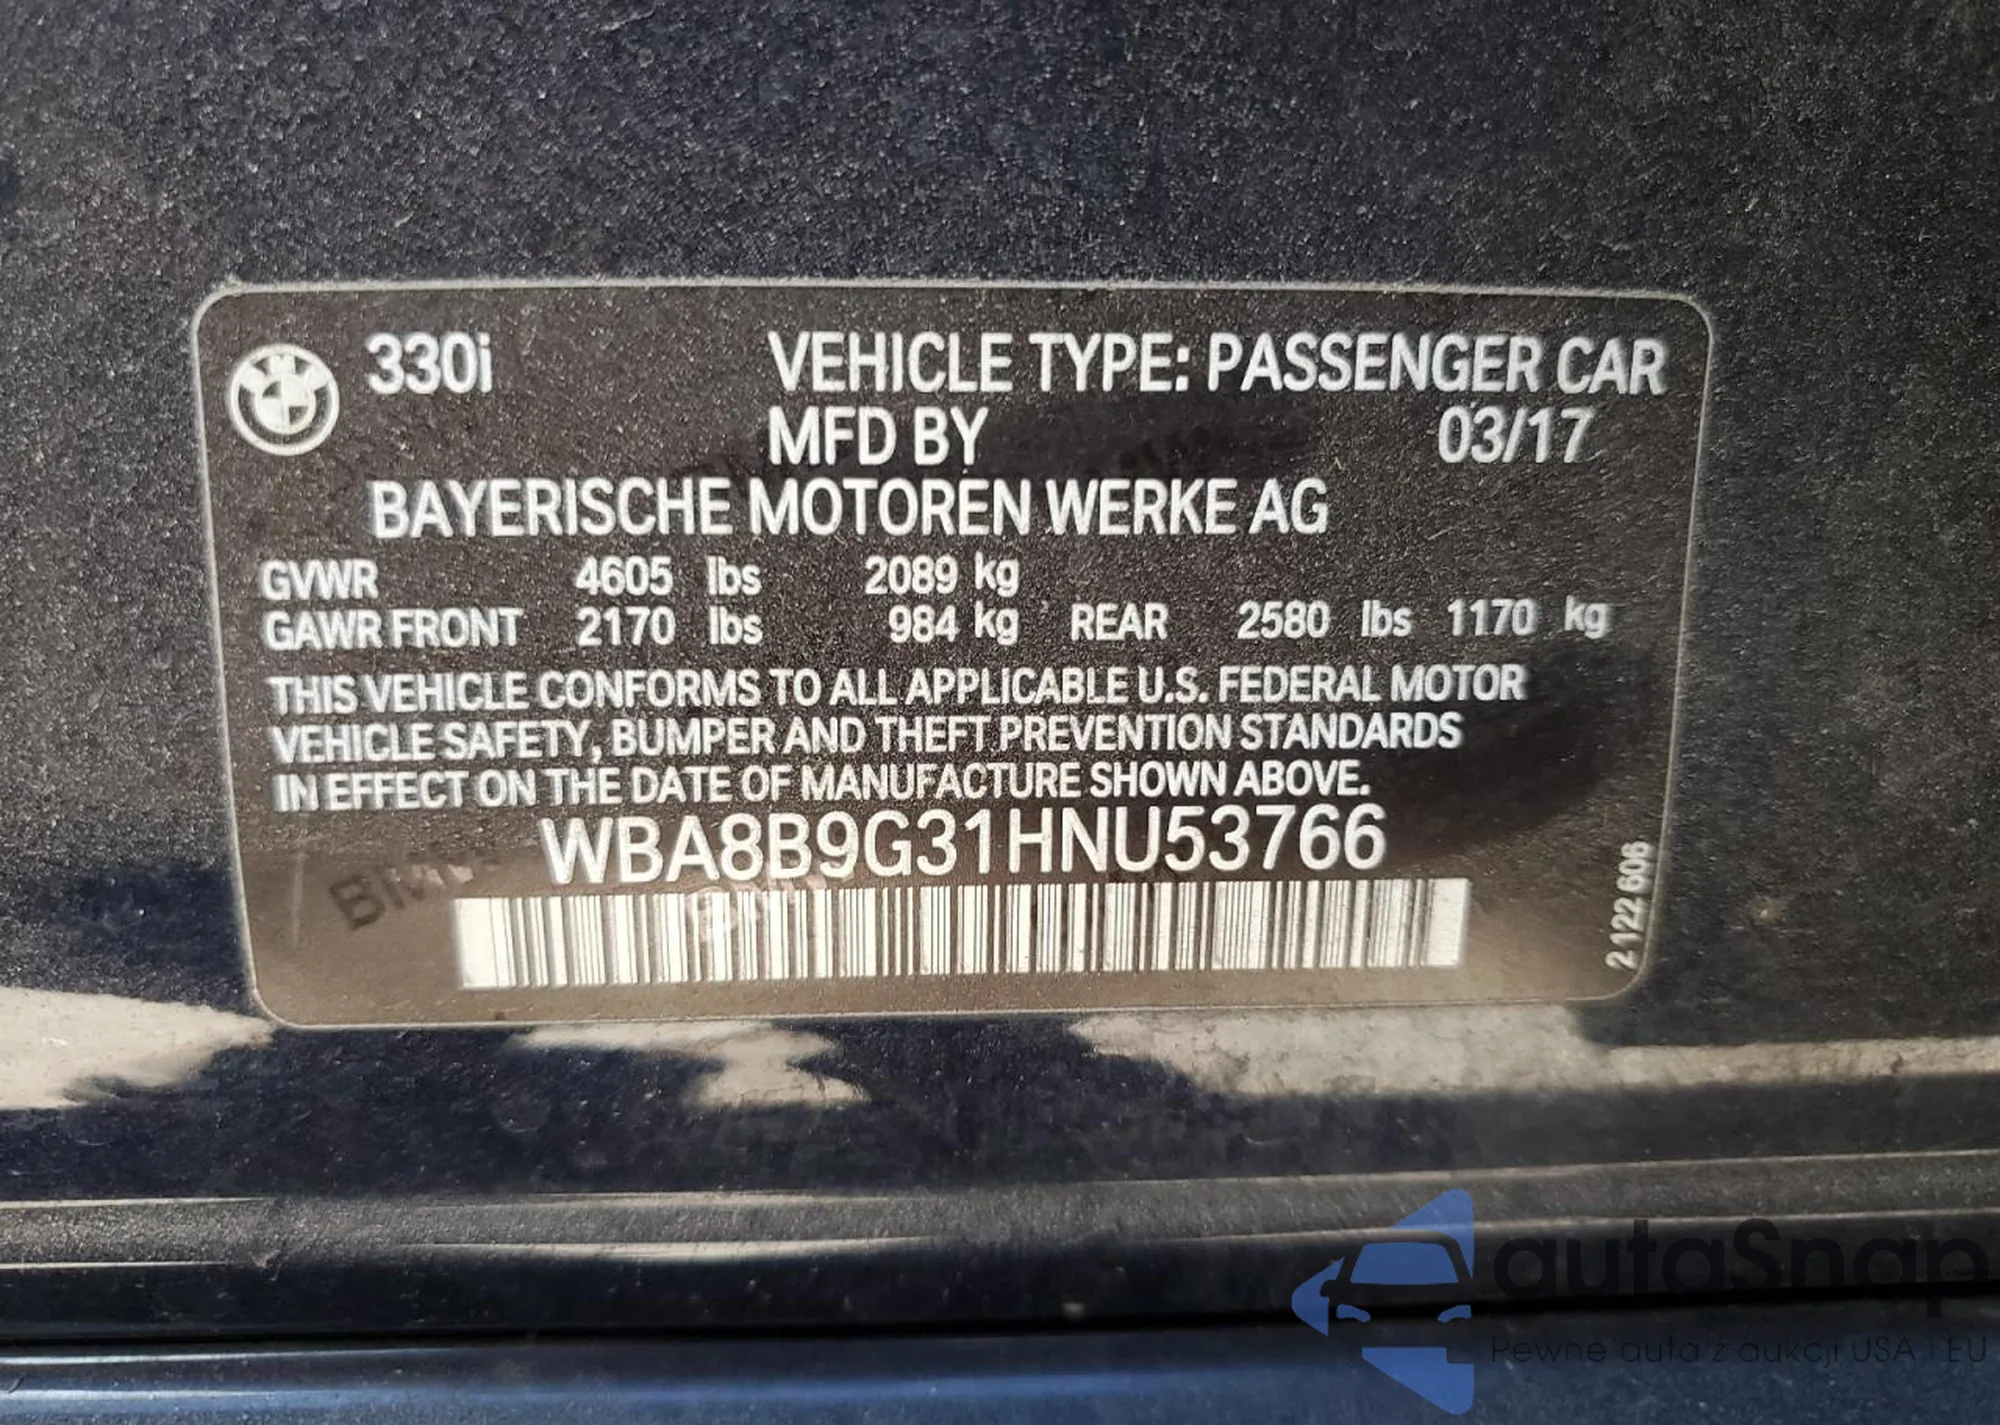 330i VEHICLE TYPE: PASSENGER CAR
MFD BY 03/17
BAYERISCHE MOTOREN WERKE AG
GVWR 4605 lbs 2089 kg
GAWR FRONT 2170 lbs 984 kg REAR 2580 lbs 1170 kg
THIS VEHICLE CONFORMS TO ALL APPLICABLE U.S. FEDERAL MOTOR
VEHICLE SAFETY, BUMPER AND THEFT PREVENTION STANDARDS
IN EFFECT ON THE DATE OF MANUFACTURE SHOWN ABOVE.
WBA8B9G31HNU53766
BMW
2122 606
autaSnap
Pewne auta z aukcji USA i EU